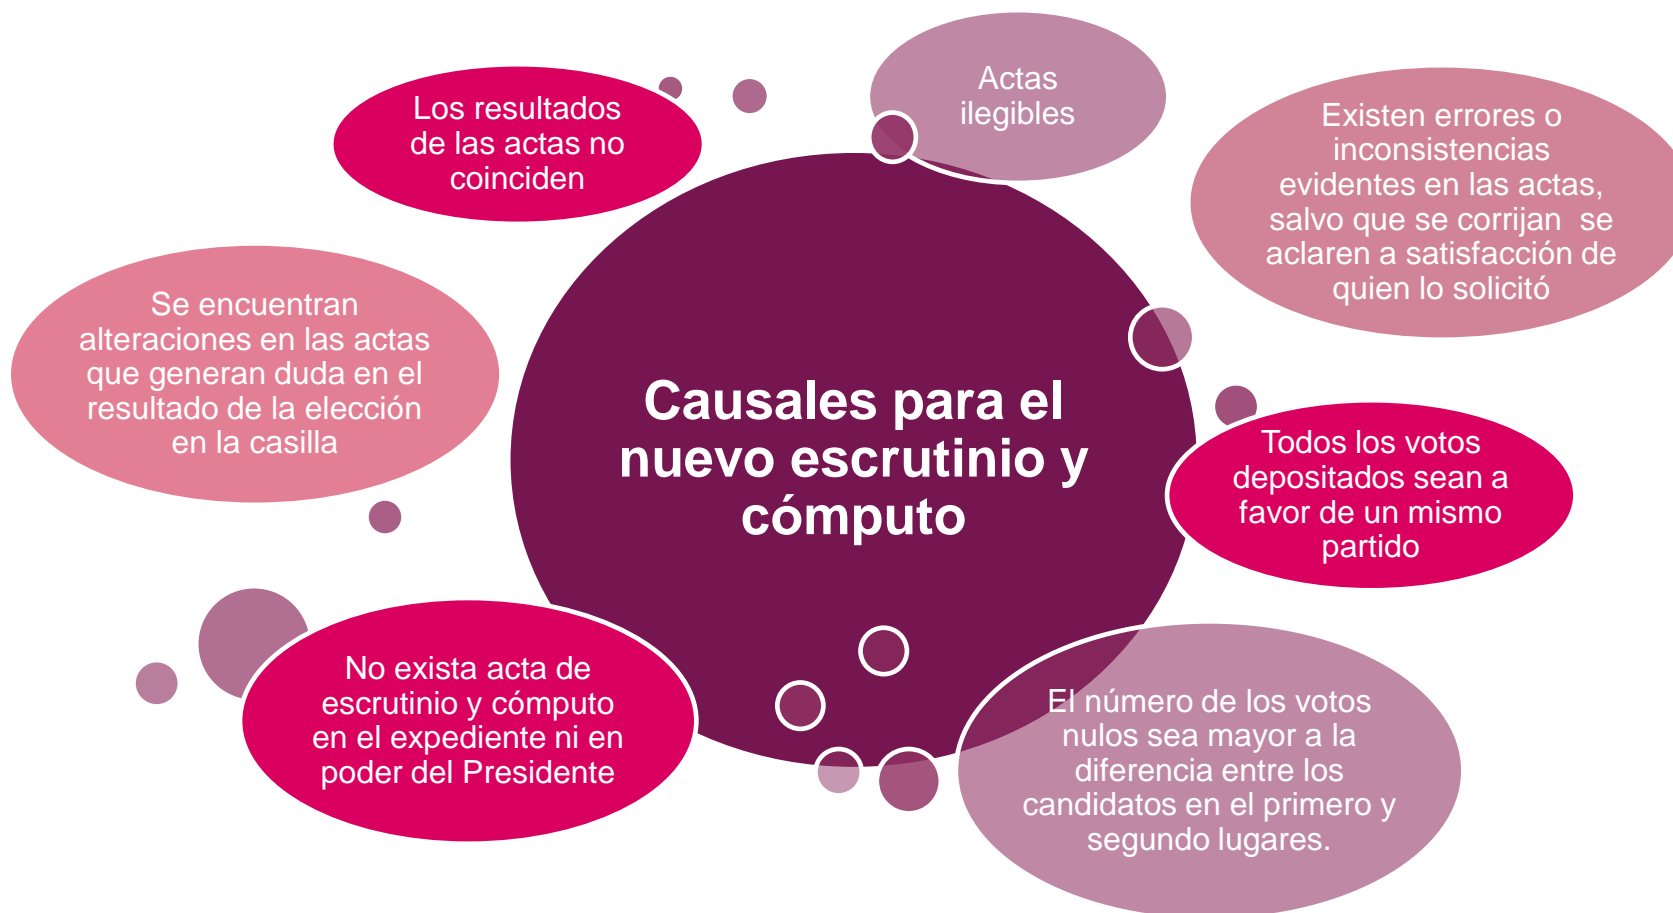 Actas
ilegibles
Los resultados
de las actas no
coinciden
Existen errores o
inconsistencias
evidentes en las actas,
salvo que se corrijan  se
aclaren a satisfacción de
quien lo solicitó
Se encuentran
alteraciones en las actas
que generan duda en el
resultado de la elección
en la casilla
Causales para el
nuevo escrutinio y
cómputo
Todos los votos
depositados sean a
favor de un mismo
partido
No exista acta de
escrutinio y cómputo
en el expediente ni en
poder del Presidente
El número de los votos
nulos sea mayor a la
diferencia entre los
candidatos en el primero y
segundo lugares.